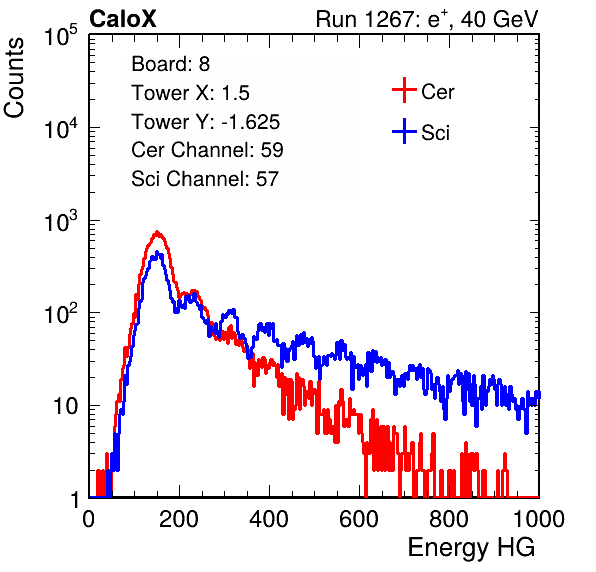 CaloX Run 1267: e⁺, 40 GeV
Counts
10⁵
10⁴
10³
10²
10
1
Board: 8
Tower X: 1.5
Tower Y: -1.625
Cer Channel: 59
Sci Channel: 57
Cer
Sci
0 200 400 600 800 1000
Energy HG